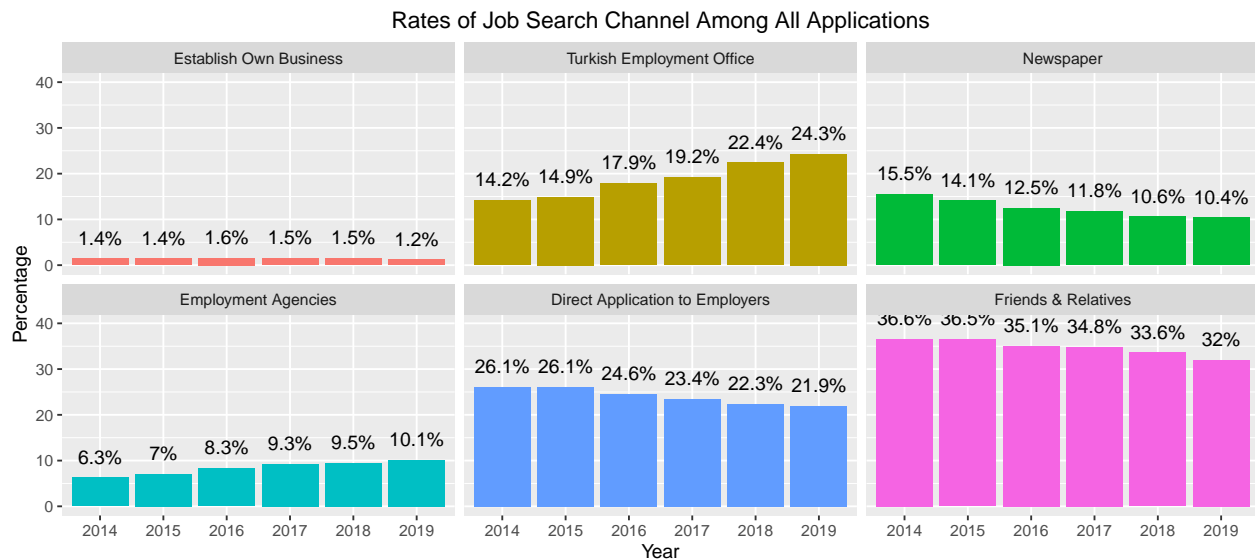 Rates of Job Search Channel Among All Applications
Establish Own Business
Turkish Employment Office
Newspaper
40
30
20
10
0
1.4% 1.4% 1.6% 1.5% 1.5% 1.2%
14.2% 14.9% 17.9% 19.2% 22.4% 24.3%
15.5% 14.1% 12.5% 11.8% 10.6% 10.4%
Percentage
Employment Agencies
Direct Application to Employers
Friends & Relatives
40
30
20
10
0
6.3% 7% 8.3% 9.3% 9.5% 10.1%
26.1% 26.1% 24.6% 23.4% 22.3% 21.9%
36.6% 36.5% 35.1% 34.8% 33.6% 32%
2014 2015 2016 2017 2018 2019
2014 2015 2016 2017 2018 2019
2014 2015 2016 2017 2018 2019
Year